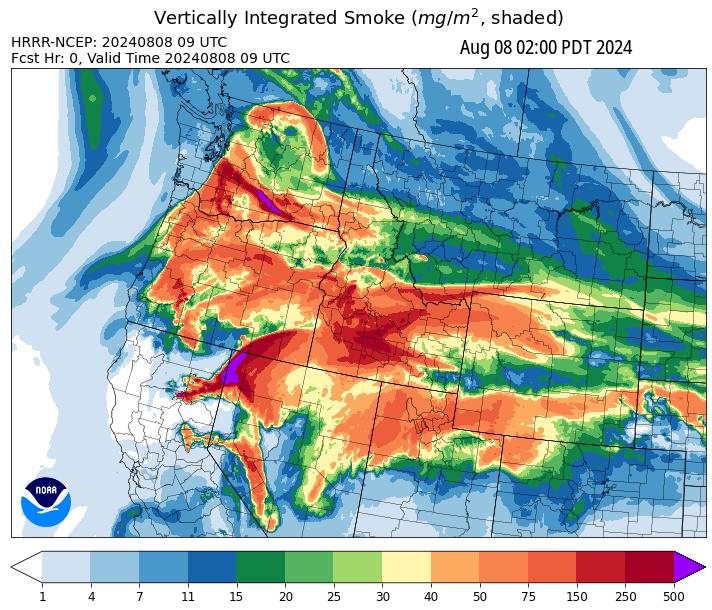 Vertically Integrated Smoke (mg/m², shaded)
HRRR-NCEP: 20240808 09 UTC
Fcst Hr: 0, Valid Time 20240808 09 UTC
Aug 08 02:00 PDT 2024
NOAA
1 4 7 11 15 20 25 30 40 50 75 150 250 500